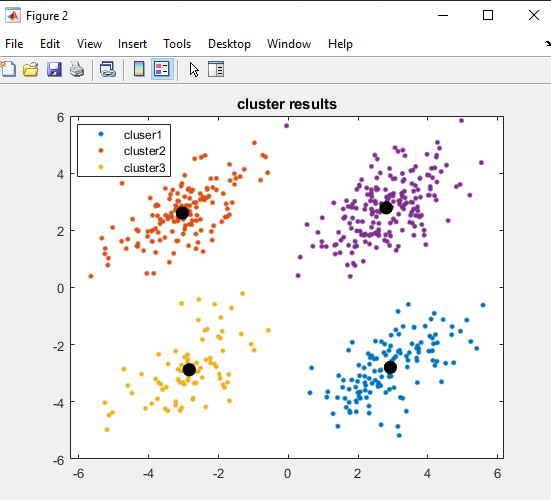 Figure 2
File Edit View Insert Tools Desktop Window Help
cluster results
cluser1
cluster2
cluster3
6
4
2
0
-2
-4
-6
-6 -4 -2 0 2 4 6